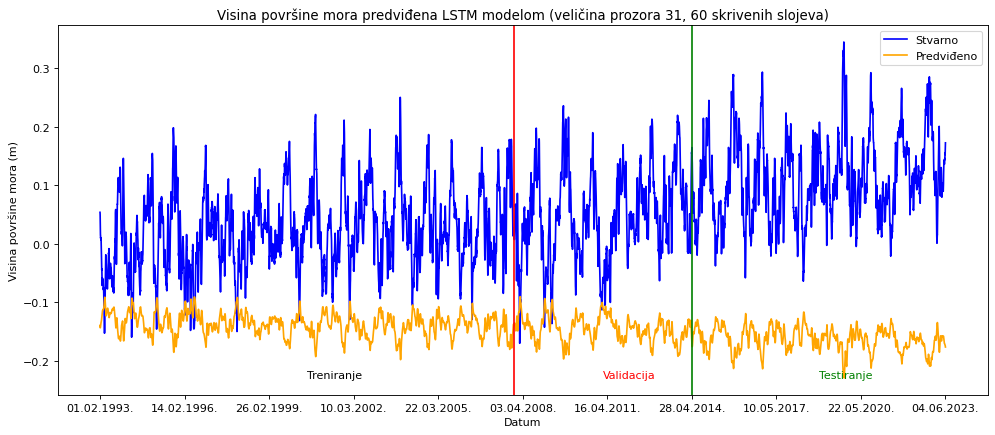 Visina površine mora predviđena LSTM modelom (veličina prozora 31, 60 skrivenih slojeva)
Stvarno
Predviđeno
Visina površine mora (m)
0.3
0.2
0.1
0.0
−0.1
−0.2
Treniranje
Validacija
Testiranje
01.02.1993.
14.02.1996.
26.02.1999.
10.03.2002.
22.03.2005.
03.04.2008.
16.04.2011.
28.04.2014.
10.05.2017.
22.05.2020.
04.06.2023.
Datum